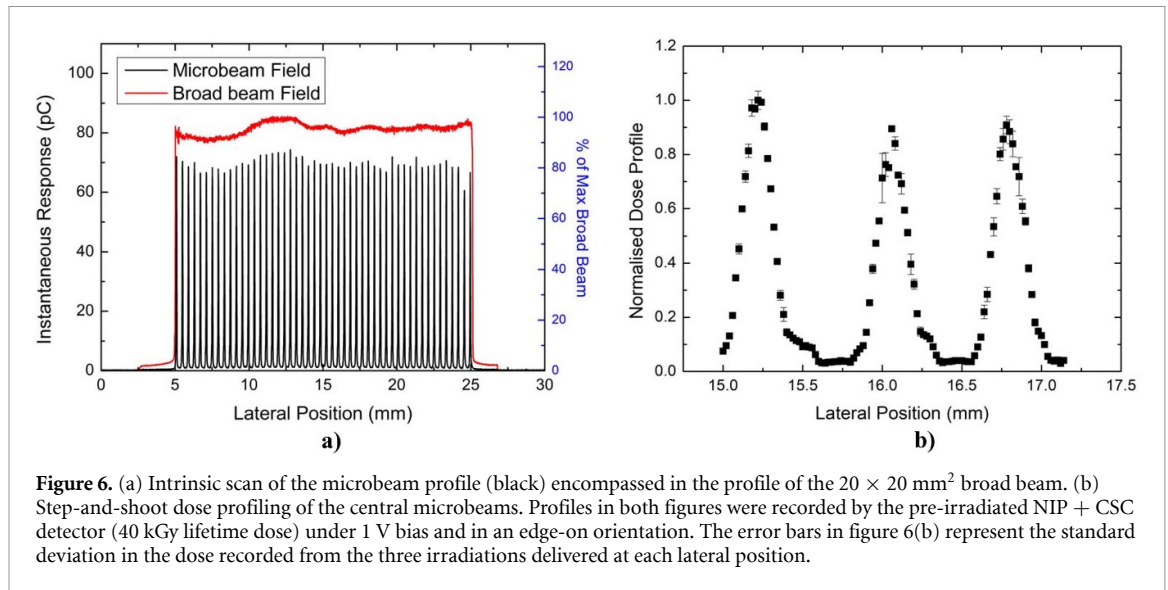 Microbeam Field
Broad beam Field
Instantaneous Response (pC)
100
80
60
40
20
0
120
100
80
60
40
20
0
% of Max Broad Beam
0
5
10
15
20
25
30
Lateral Position (mm)
a)
b)
Normalised Dose Profile
1.2
1.0
0.8
0.6
0.4
0.2
0.0
15.0
15.5
16.0
16.5
17.0
17.5
Lateral Position (mm)
b)
Figure 6. (a) Intrinsic scan of the microbeam profile (black) encompassed in the profile of the 20 × 20 mm² broad beam. (b)
Step-and-shoot dose profiling of the central microbeams. Profiles in both figures were recorded by the pre-irradiated NIP + CSC
detector (40 kGy lifetime dose) under 1 V bias and in an edge-on orientation. The error bars in figure 6(b) represent the standard
deviation in the dose recorded from the three irradiations delivered at each lateral position.